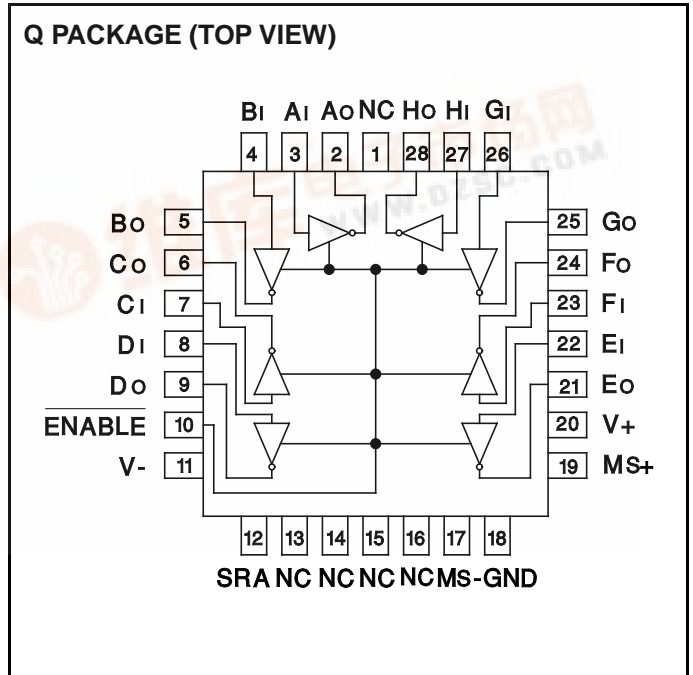 Q PACKAGE (TOP VIEW)
BI AI AO NC HO HI GI
4 3 2 1 28 27 26
BO 5 25 GO
CO 6 24 FO
CI 7 23 FI
DI 8 22 EI
DO 9 21 EO
ENABLE 10 20 V+
V- 11 19 MS+
12 13 14 15 16 17 18
SRA NC NC NC NC MS- GND
WWW.DZSC.COM